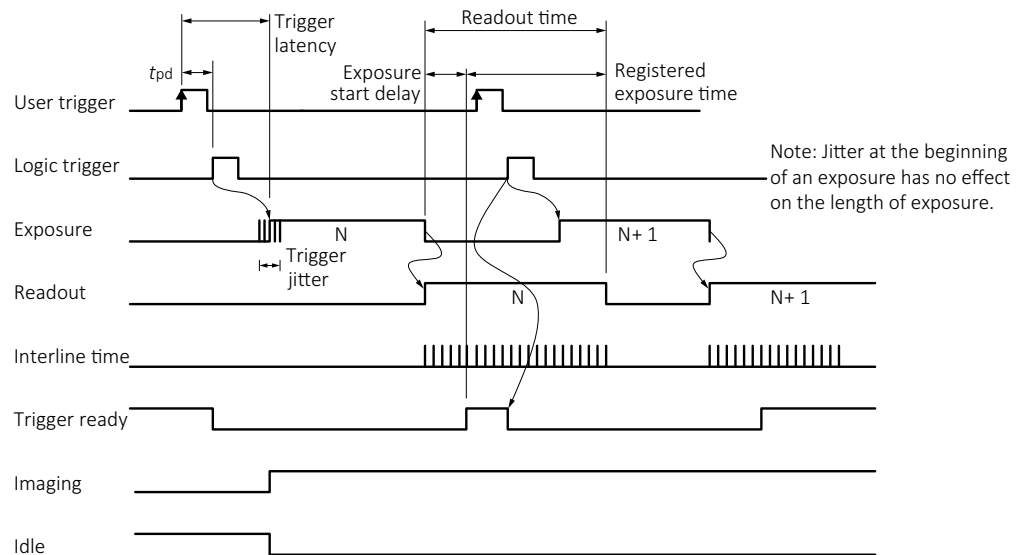 Trigger
latency
Readout time
tpd
Exposure
start delay
Registered
exposure time
User trigger
Logic trigger
Note: Jitter at the beginning
of an exposure has no effect
on the length of exposure.
Exposure
N
N+ 1
Trigger
jitter
Readout
N
N+ 1
Interline time
Trigger ready
Imaging
Idle